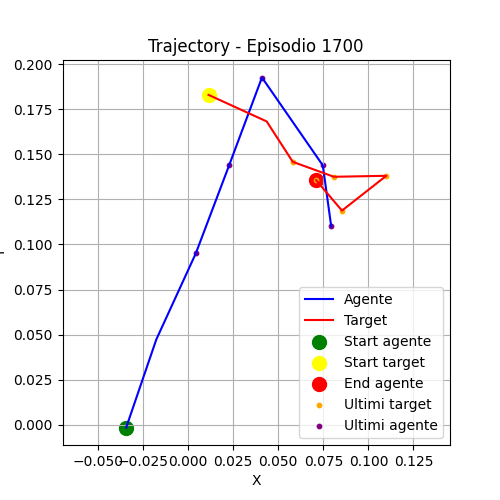 Trajectory - Episodio 1700
0.200
0.175
0.150
0.125
0.100
0.075
0.050
0.025
0.000
Agente
Target
Start agente
Start target
End agente
Ultimi target
Ultimi agente
−0.050 −0.025 0.000 0.025 0.050 0.075 0.100 0.125
X